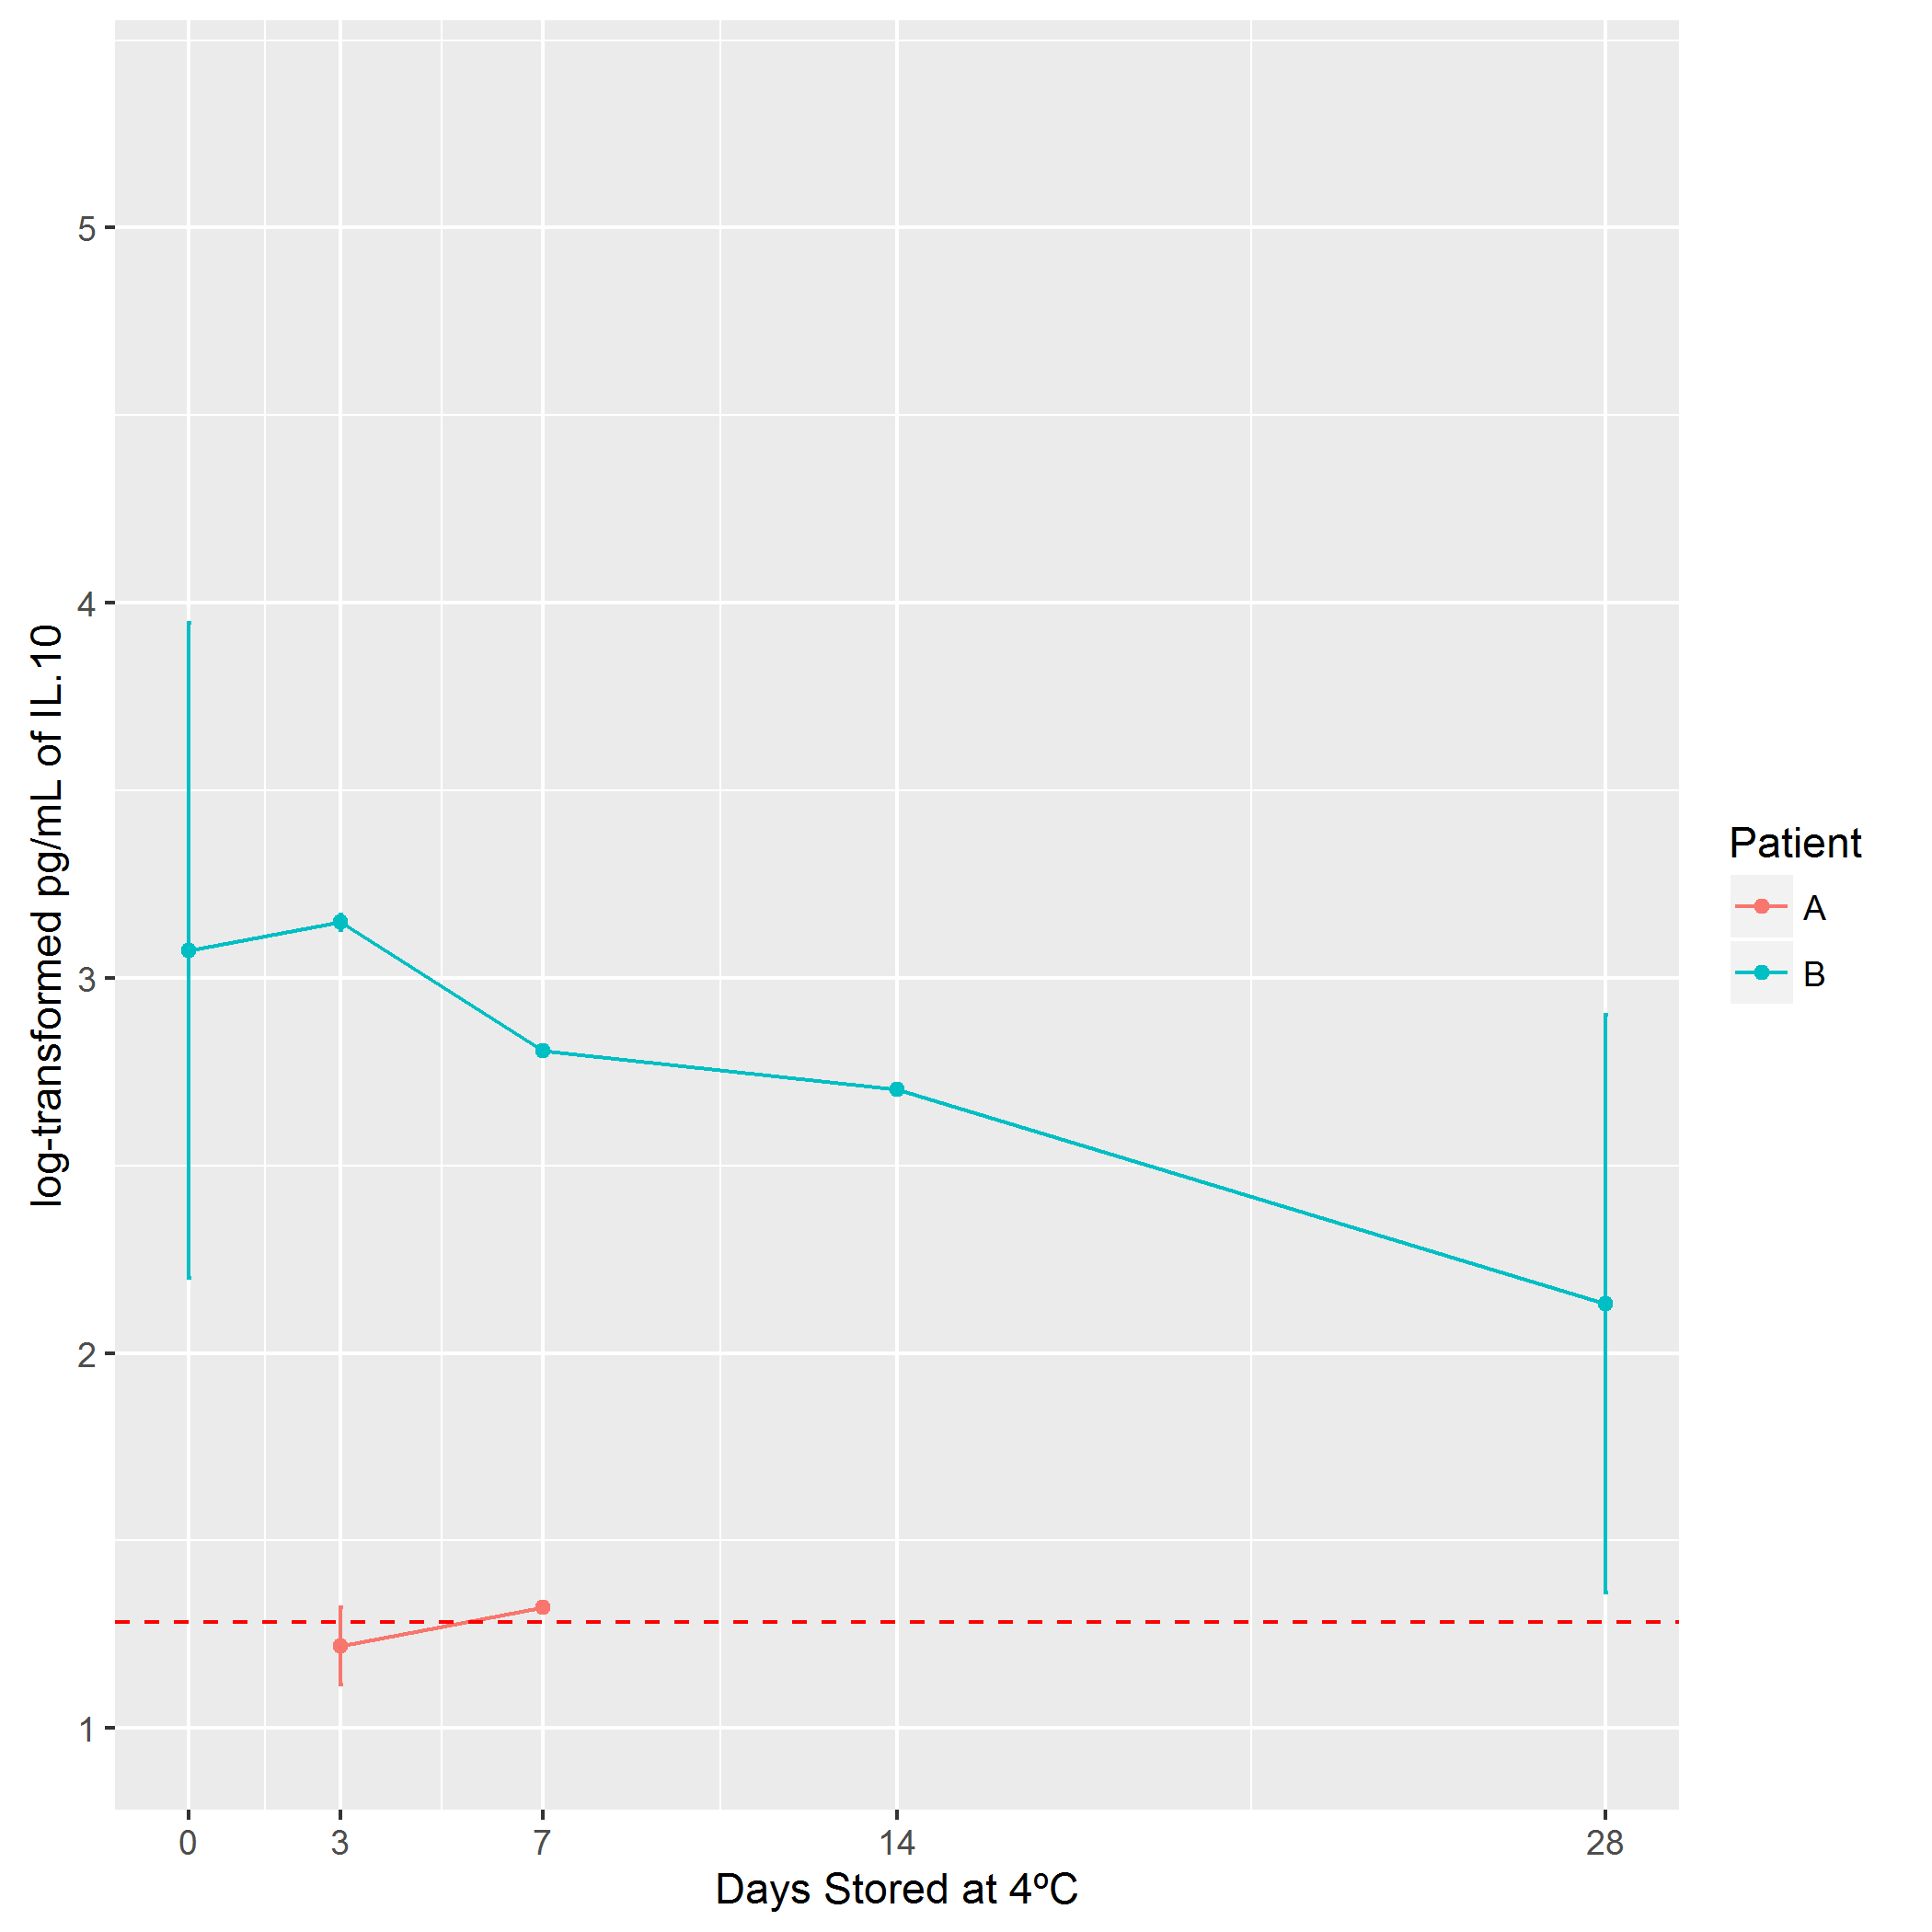 log-transformed pg/mL of IL.10
5
4
3
2
1
0 3 7 14 28
Days Stored at 4ºC
Patient
A
B